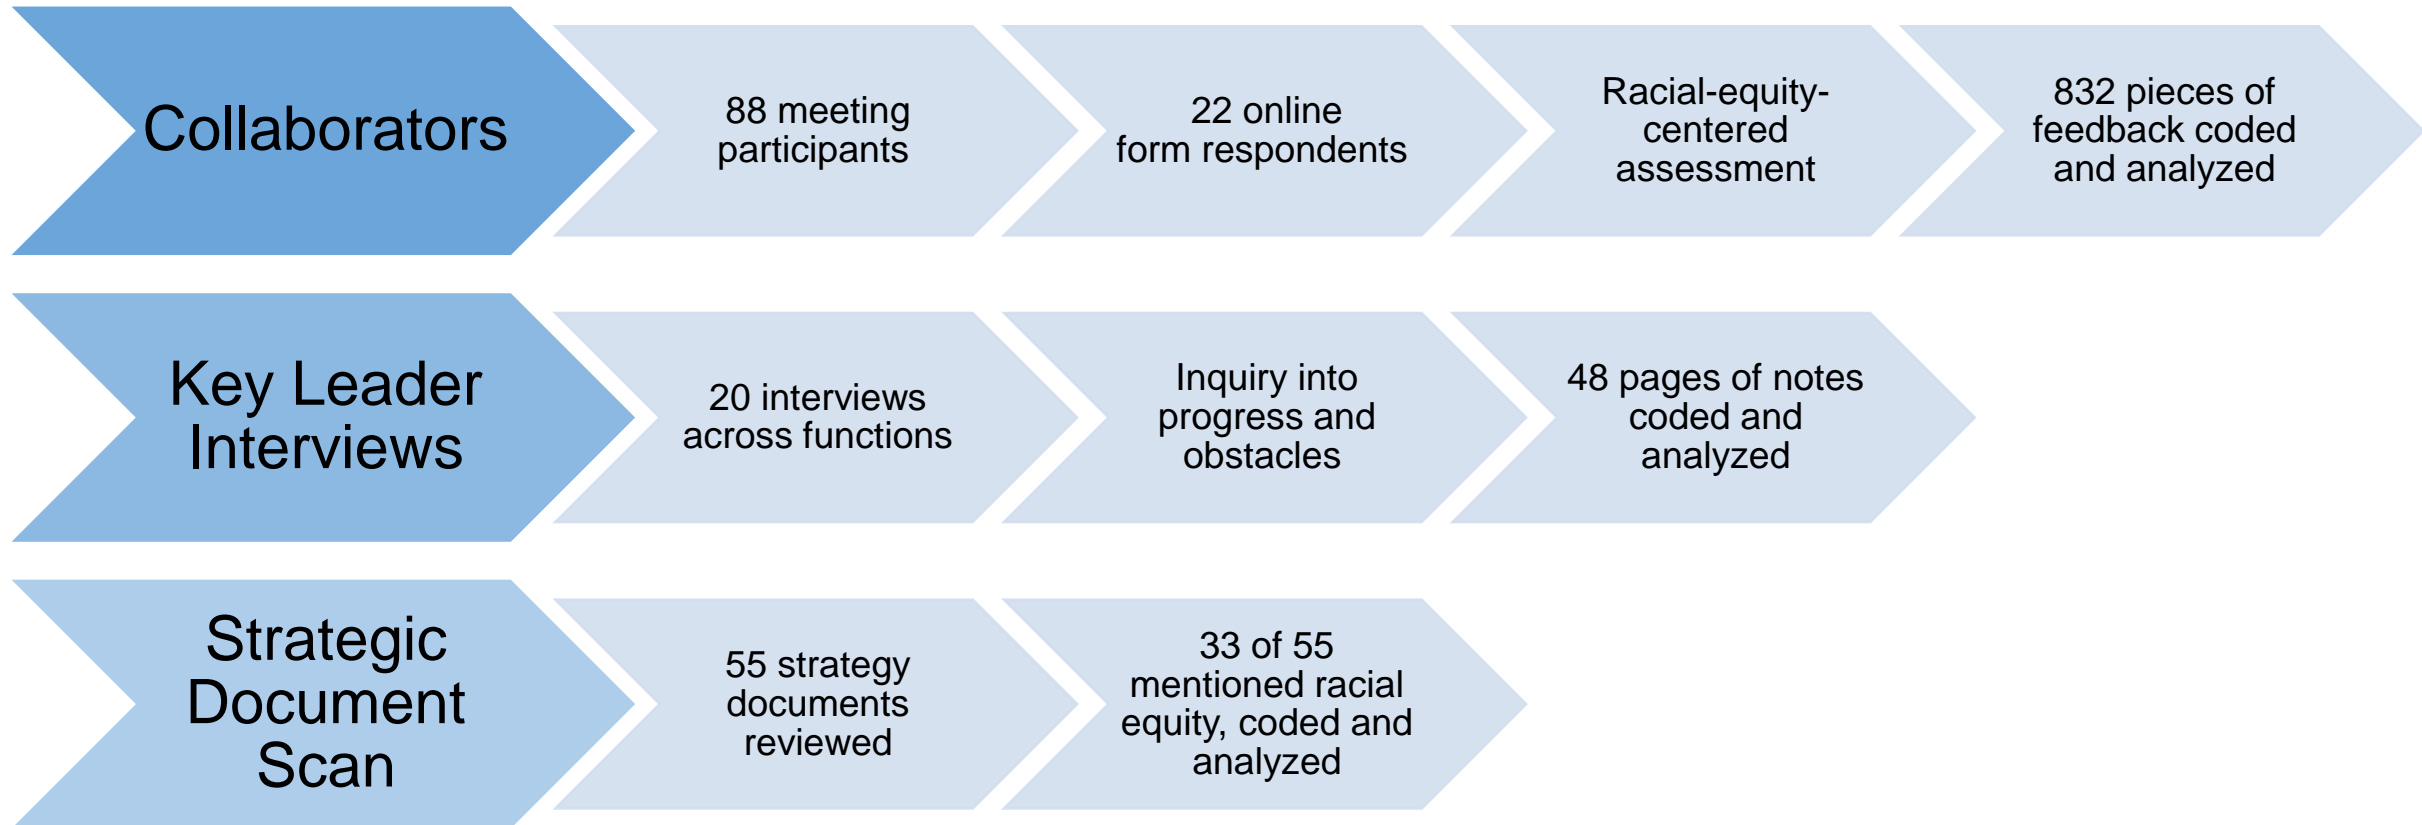 Collaborators
88 meeting
participants
22 online
form respondents
Racial-equity-
centered
assessment
832 pieces of
feedback coded
and analyzed
Key Leader
Interviews
20 interviews
across functions
Inquiry into
progress and
obstacles
48 pages of notes
coded and
analyzed
Strategic
Document
Scan
55 strategy
documents
reviewed
33 of 55
mentioned racial
equity, coded and
analyzed